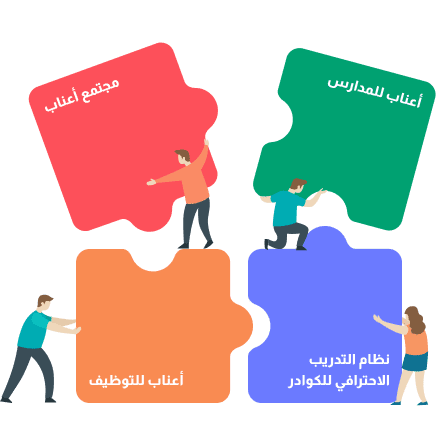 أعناب للمدارس
مجتمع أعناب
نظام التدريب
الاحترافي للكوادر
أعناب للتوظيف